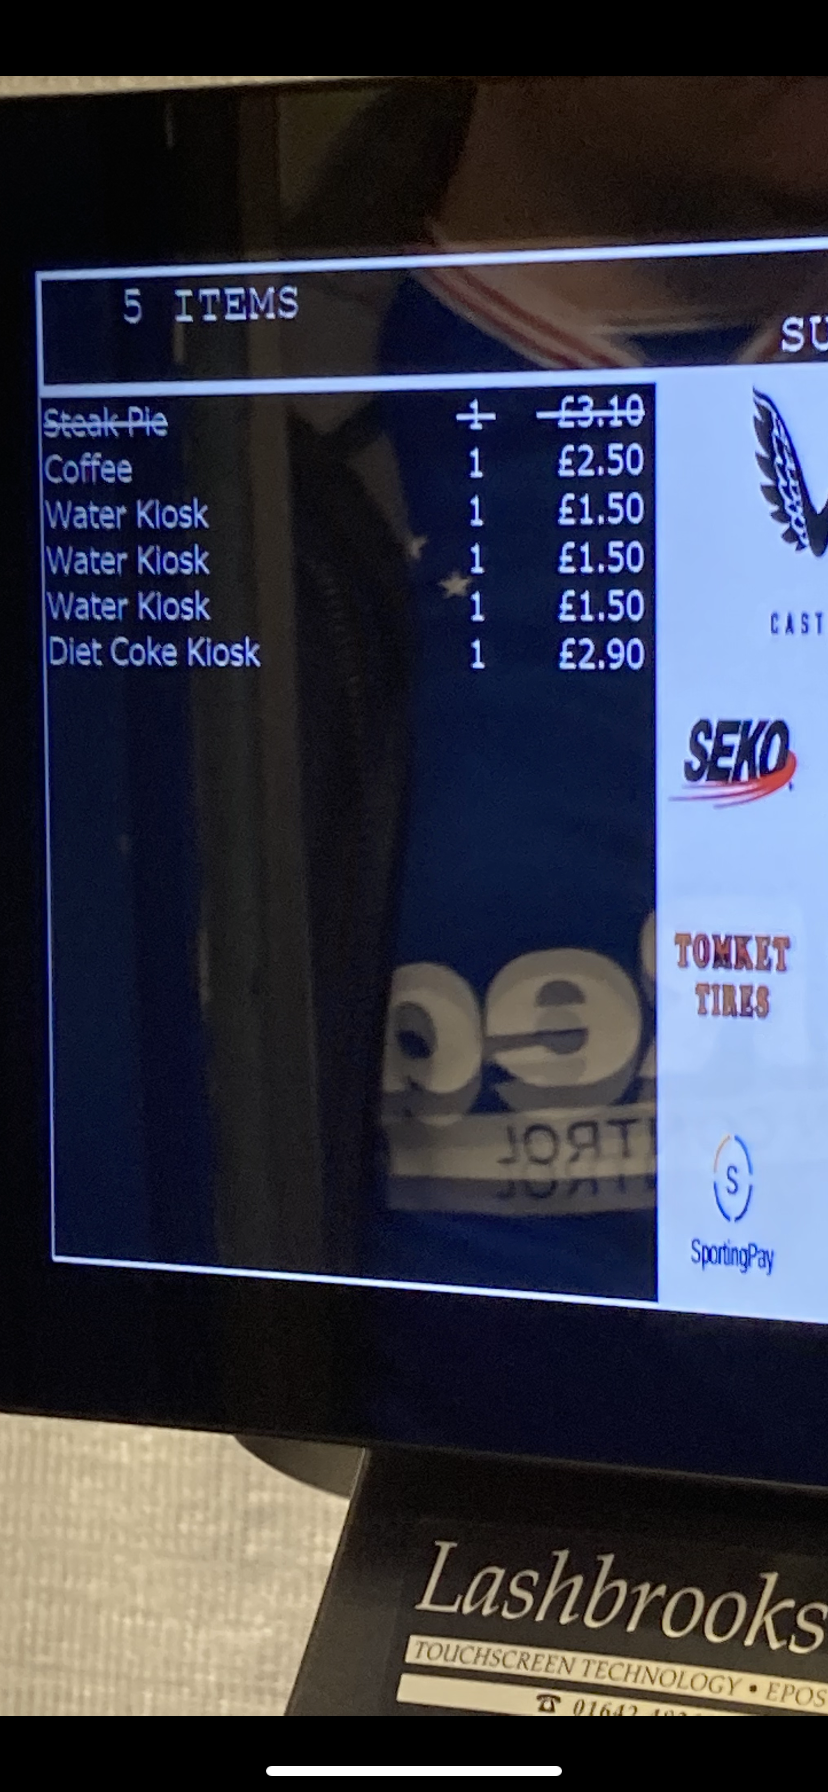 5 ITEMS
SU
Steak Pie 1 £3.10
Coffee 1 £2.50
Water Kiosk 1 £1.50
Water Kiosk 1 £1.50
Water Kiosk 1 £1.50
Diet Coke Kiosk 1 £2.90
CAST
SEKO
TOMKET
TIRES
S
SportingPay
Lashbrooks
TOUCHSCREEN TECHNOLOGY • EPOS
01642